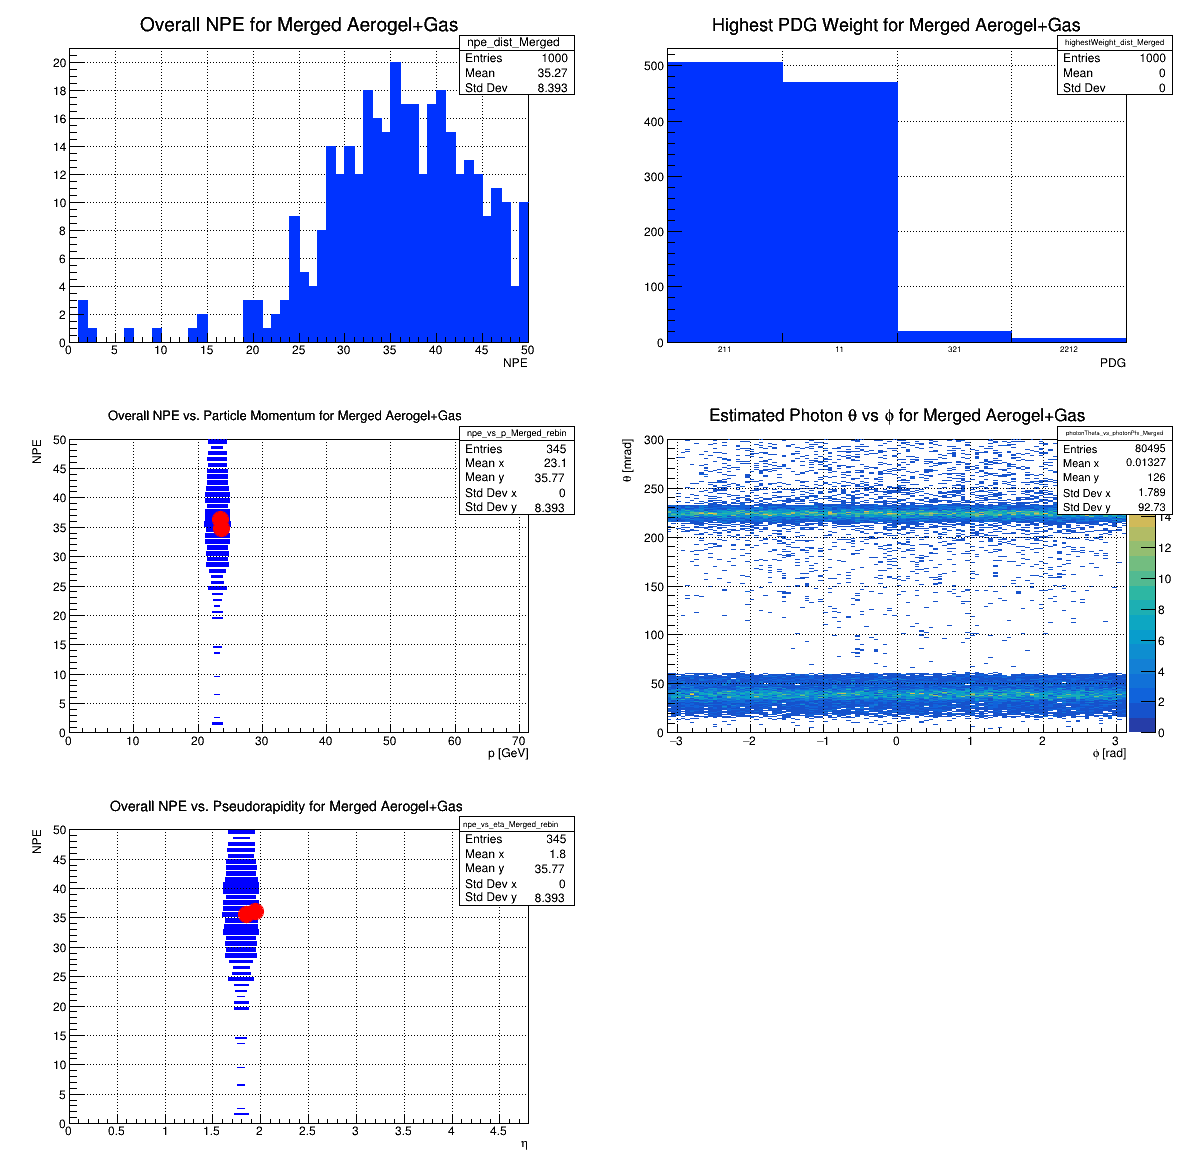 Overall NPE for Merged Aerogel+Gas
npe_dist_Merged
Entries 1000
Mean 35.27
Std Dev 8.393
20
18
16
14
12
10
8
6
4
2
0
0 5 10 15 20 25 30 35 40 45 50
NPE
Highest PDG Weight for Merged Aerogel+Gas
highestWeight_dist_Merged
Entries 1000
Mean 0
Std Dev 0
500
400
300
200
100
0
211 11 321 2212
PDG
Overall NPE vs. Particle Momentum for Merged Aerogel+Gas
npe_vs_p_Merged_rebin
Entries 345
Mean x 23.1
Mean y 35.77
Std Dev x 0
Std Dev y 8.393
NPE
50
45
40
35
30
25
20
15
10
5
0
0 10 20 30 40 50 60 70
p [GeV]
Estimated Photon θ vs ϕ for Merged Aerogel+Gas
photonTheta_vs_photonPhi_Merged
Entries 80495
Mean x 0.01327
Mean y 126
Std Dev x 1.789
Std Dev y 92.73
θ [mrad]
300
250
200
150
100
50
0
−3 −2 −1 0 1 2 3
ϕ [rad]
14
12
10
8
6
4
2
0
Overall NPE vs. Pseudorapidity for Merged Aerogel+Gas
npe_vs_eta_Merged_rebin
Entries 345
Mean x 1.8
Mean y 35.77
Std Dev x 0
Std Dev y 8.393
NPE
50
45
40
35
30
25
20
15
10
5
0
0 0.5 1 1.5 2 2.5 3 3.5 4 4.5
η